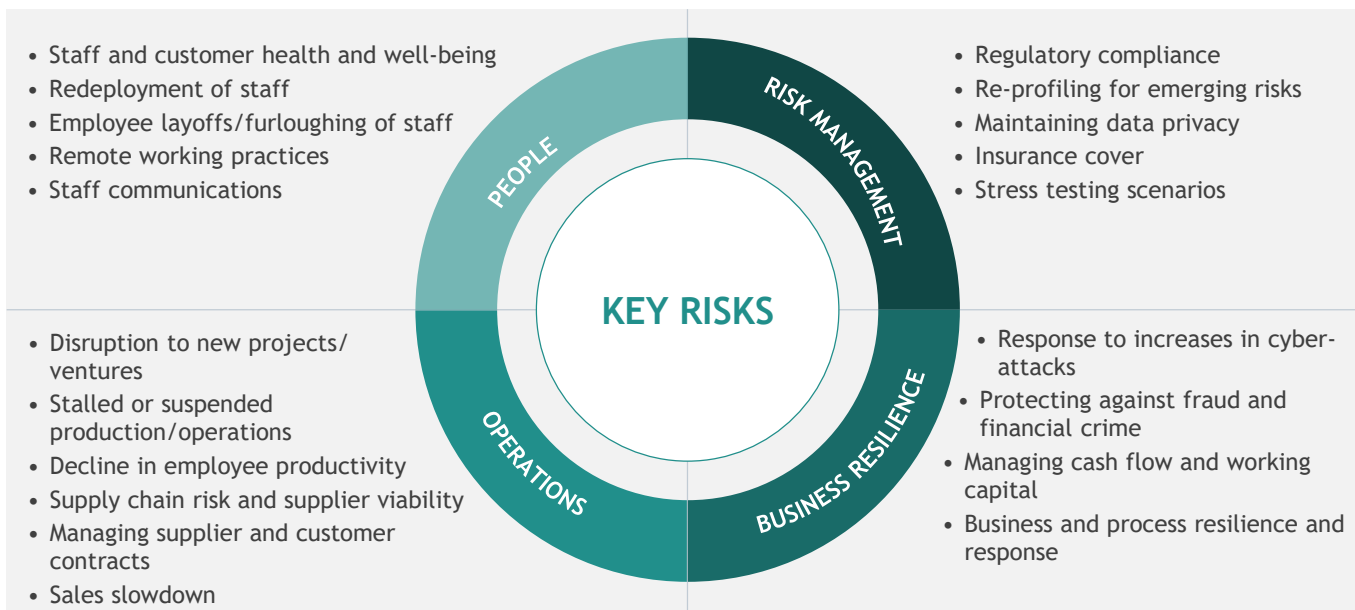 • Staff and customer health and well-being
• Redeployment of staff
• Employee layoffs/furloughing of staff
• Remote working practices
• Staff communications
PEOPLE
RISK MANAGEMENT
• Regulatory compliance
• Re-profiling for emerging risks
• Maintaining data privacy
• Insurance cover
• Stress testing scenarios
KEY RISKS
• Disruption to new projects/
ventures
• Stalled or suspended
production/operations
• Decline in employee productivity
• Supply chain risk and supplier viability
• Managing supplier and customer
contracts
• Sales slowdown
OPERATIONS
BUSINESS RESILIENCE
• Response to increases in cyber-
attacks
• Protecting against fraud and
financial crime
• Managing cash flow and working
capital
• Business and process resilience and
response